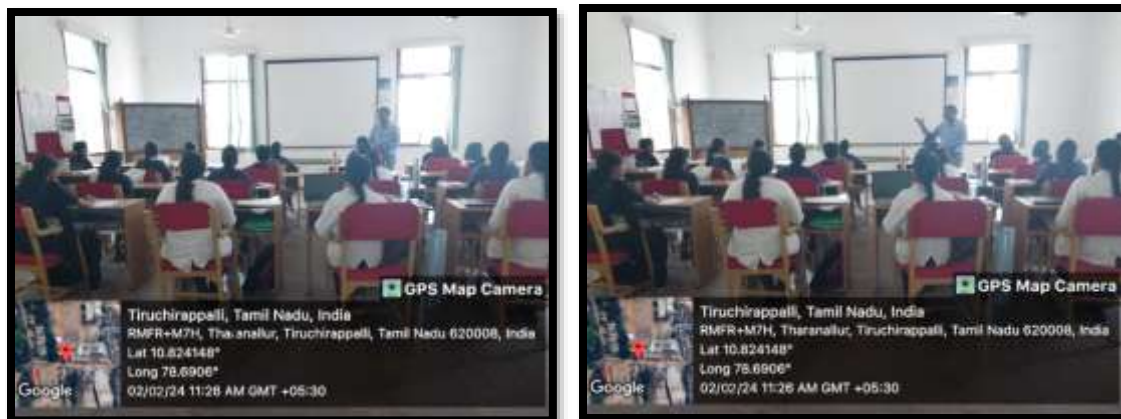 GPS Map Camera
Tiruchirappalli, Tamil Nadu, India
RMFR+M7H, Tharanallur, Tiruchirappalli, Tamil Nadu 620008, India
Lat 10.824148°
Long 78.6906°
02/02/24 11:26 AM GMT +05:30
Google
GPS Map Camera
Tiruchirappalli, Tamil Nadu, India
RMFR+M7H, Tharanallur, Tiruchirappalli, Tamil Nadu 620008, India
Lat 10.824148°
Long 78.6906°
02/02/24 11:26 AM GMT +05:30
Google